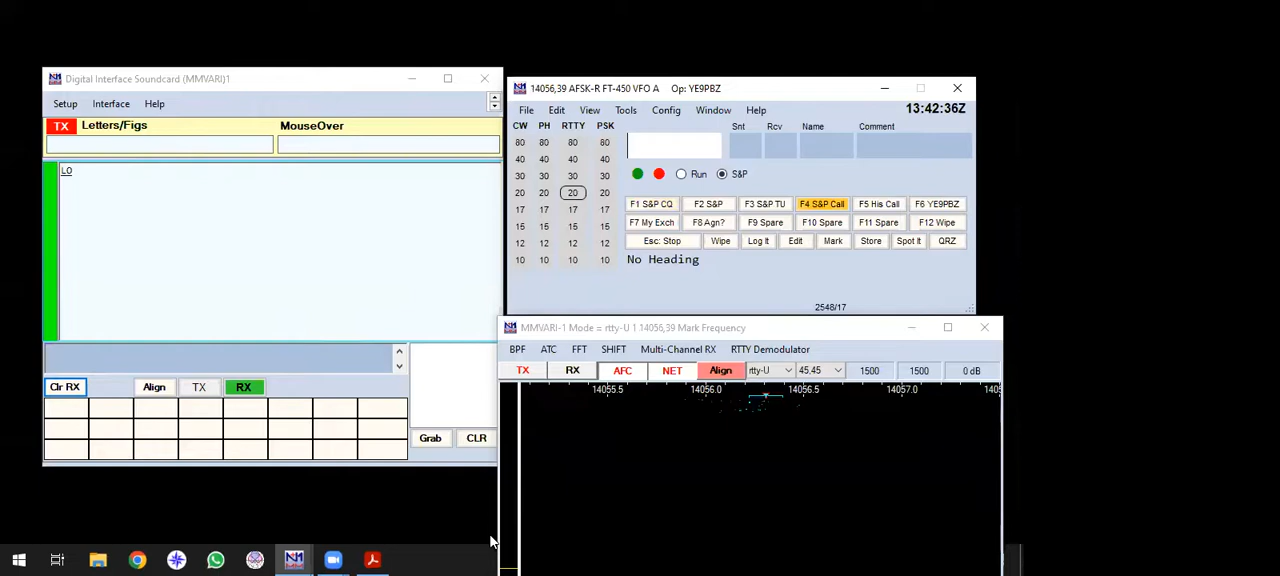 Digital Interface Soundcard (MMVARI)1
Setup Interface Help
TX Letters/Figs MouseOver
LO
Clr RX Align TX RX
Grab CLR
14056,39 AFSK-R FT-450 VFO A Op: YE9PBZ
File Edit View Tools Config Window Help 13:42:36Z
CW PH RTTY PSK Snt Rcv Name Comment
80 80 80 80
40 40 40 40
30 30 30 30
20 20 20 20
17 17 17 17
15 15 15 15
12 12 12 12
10 10 10 10
Run S&P
F1 S&P CQ F2 S&P F3 S&P TU F4 S&P Call F5 His Call F6 YE9PBZ
F7 My Exch F8 Agn? F9 Spare F10 Spare F11 Spare F12 Wipe
Esc: Stop Wipe Log It Edit Mark Store Spot It QRZ
No Heading
2548/17
MMVARI-1 Mode = rtty-U 1 14056,39 Mark Frequency
BPF ATC FFT SHIFT Multi-Channel RX RTTY Demodulator
TX RX AFC NET Align rtty-U 45.45 1500 1500 0 dB
14055.5 14056.0 14056.5 14057.0 1405